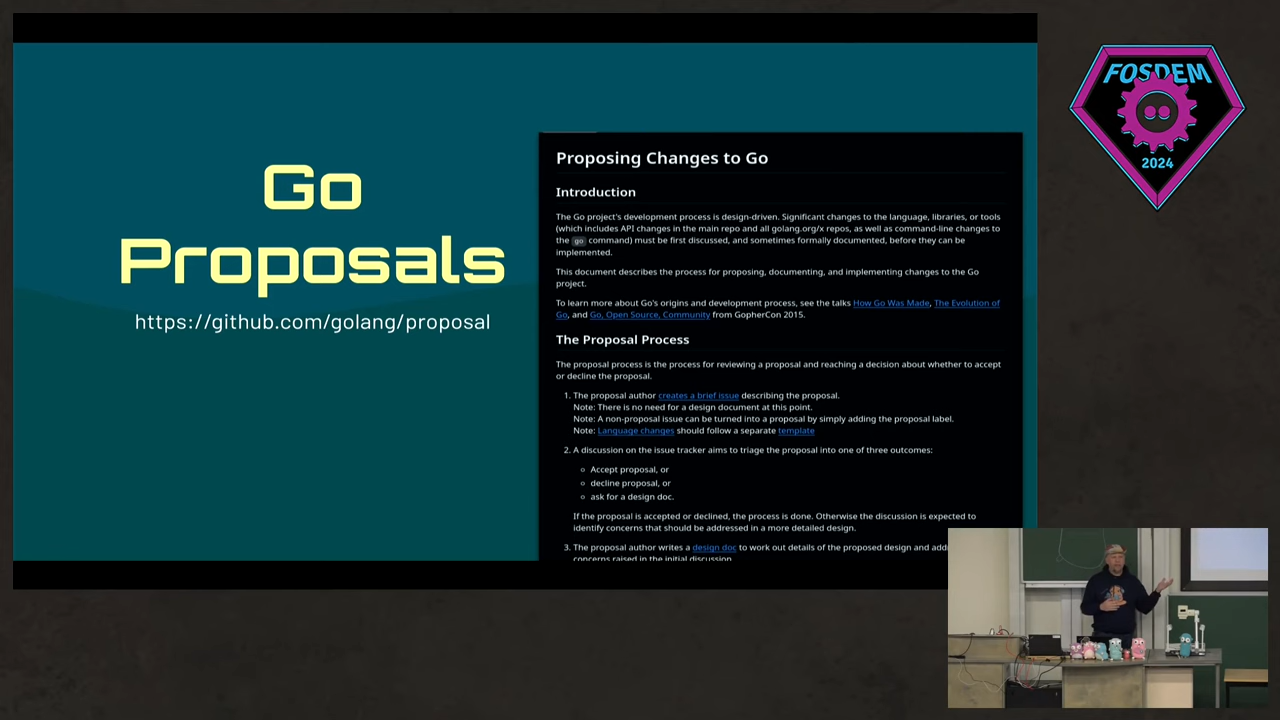 Go
Proposals
https://github.com/golang/proposal
Proposing Changes to Go
Introduction
The Go project's development process is design-driven. Significant changes to the language, libraries, or tools
(which includes API changes in the main repo and all golang.org/x repos, as well as command-line changes to
the go command) must be first discussed, and sometimes formally documented, before they can be
implemented.
This document describes the process for proposing, documenting, and implementing changes to the Go
project.
To learn more about Go's origins and development process, see the talks How Go Was Made, The Evolution of
Go, and Go, Open Source, Community from GopherCon 2015.
The Proposal Process
The proposal process is the process for reviewing a proposal and reaching a decision about whether to accept
or decline the proposal.
1. The proposal author creates a brief issue describing the proposal.
Note: There is no need for a design document at this point.
Note: A non-proposal issue can be turned into a proposal by simply adding the proposal label.
Note: Language changes should follow a separate template
2. A discussion on the issue tracker aims to triage the proposal into one of three outcomes:
Accept proposal, or
decline proposal, or
ask for a design doc.
If the proposal is accepted or declined, the process is done. Otherwise the discussion is expected to
identify concerns that should be addressed in a more detailed design.
3. The proposal author writes a design doc to work out details of the proposed design and add
concerns raised in the initial discussion.
FOSDEM
2024